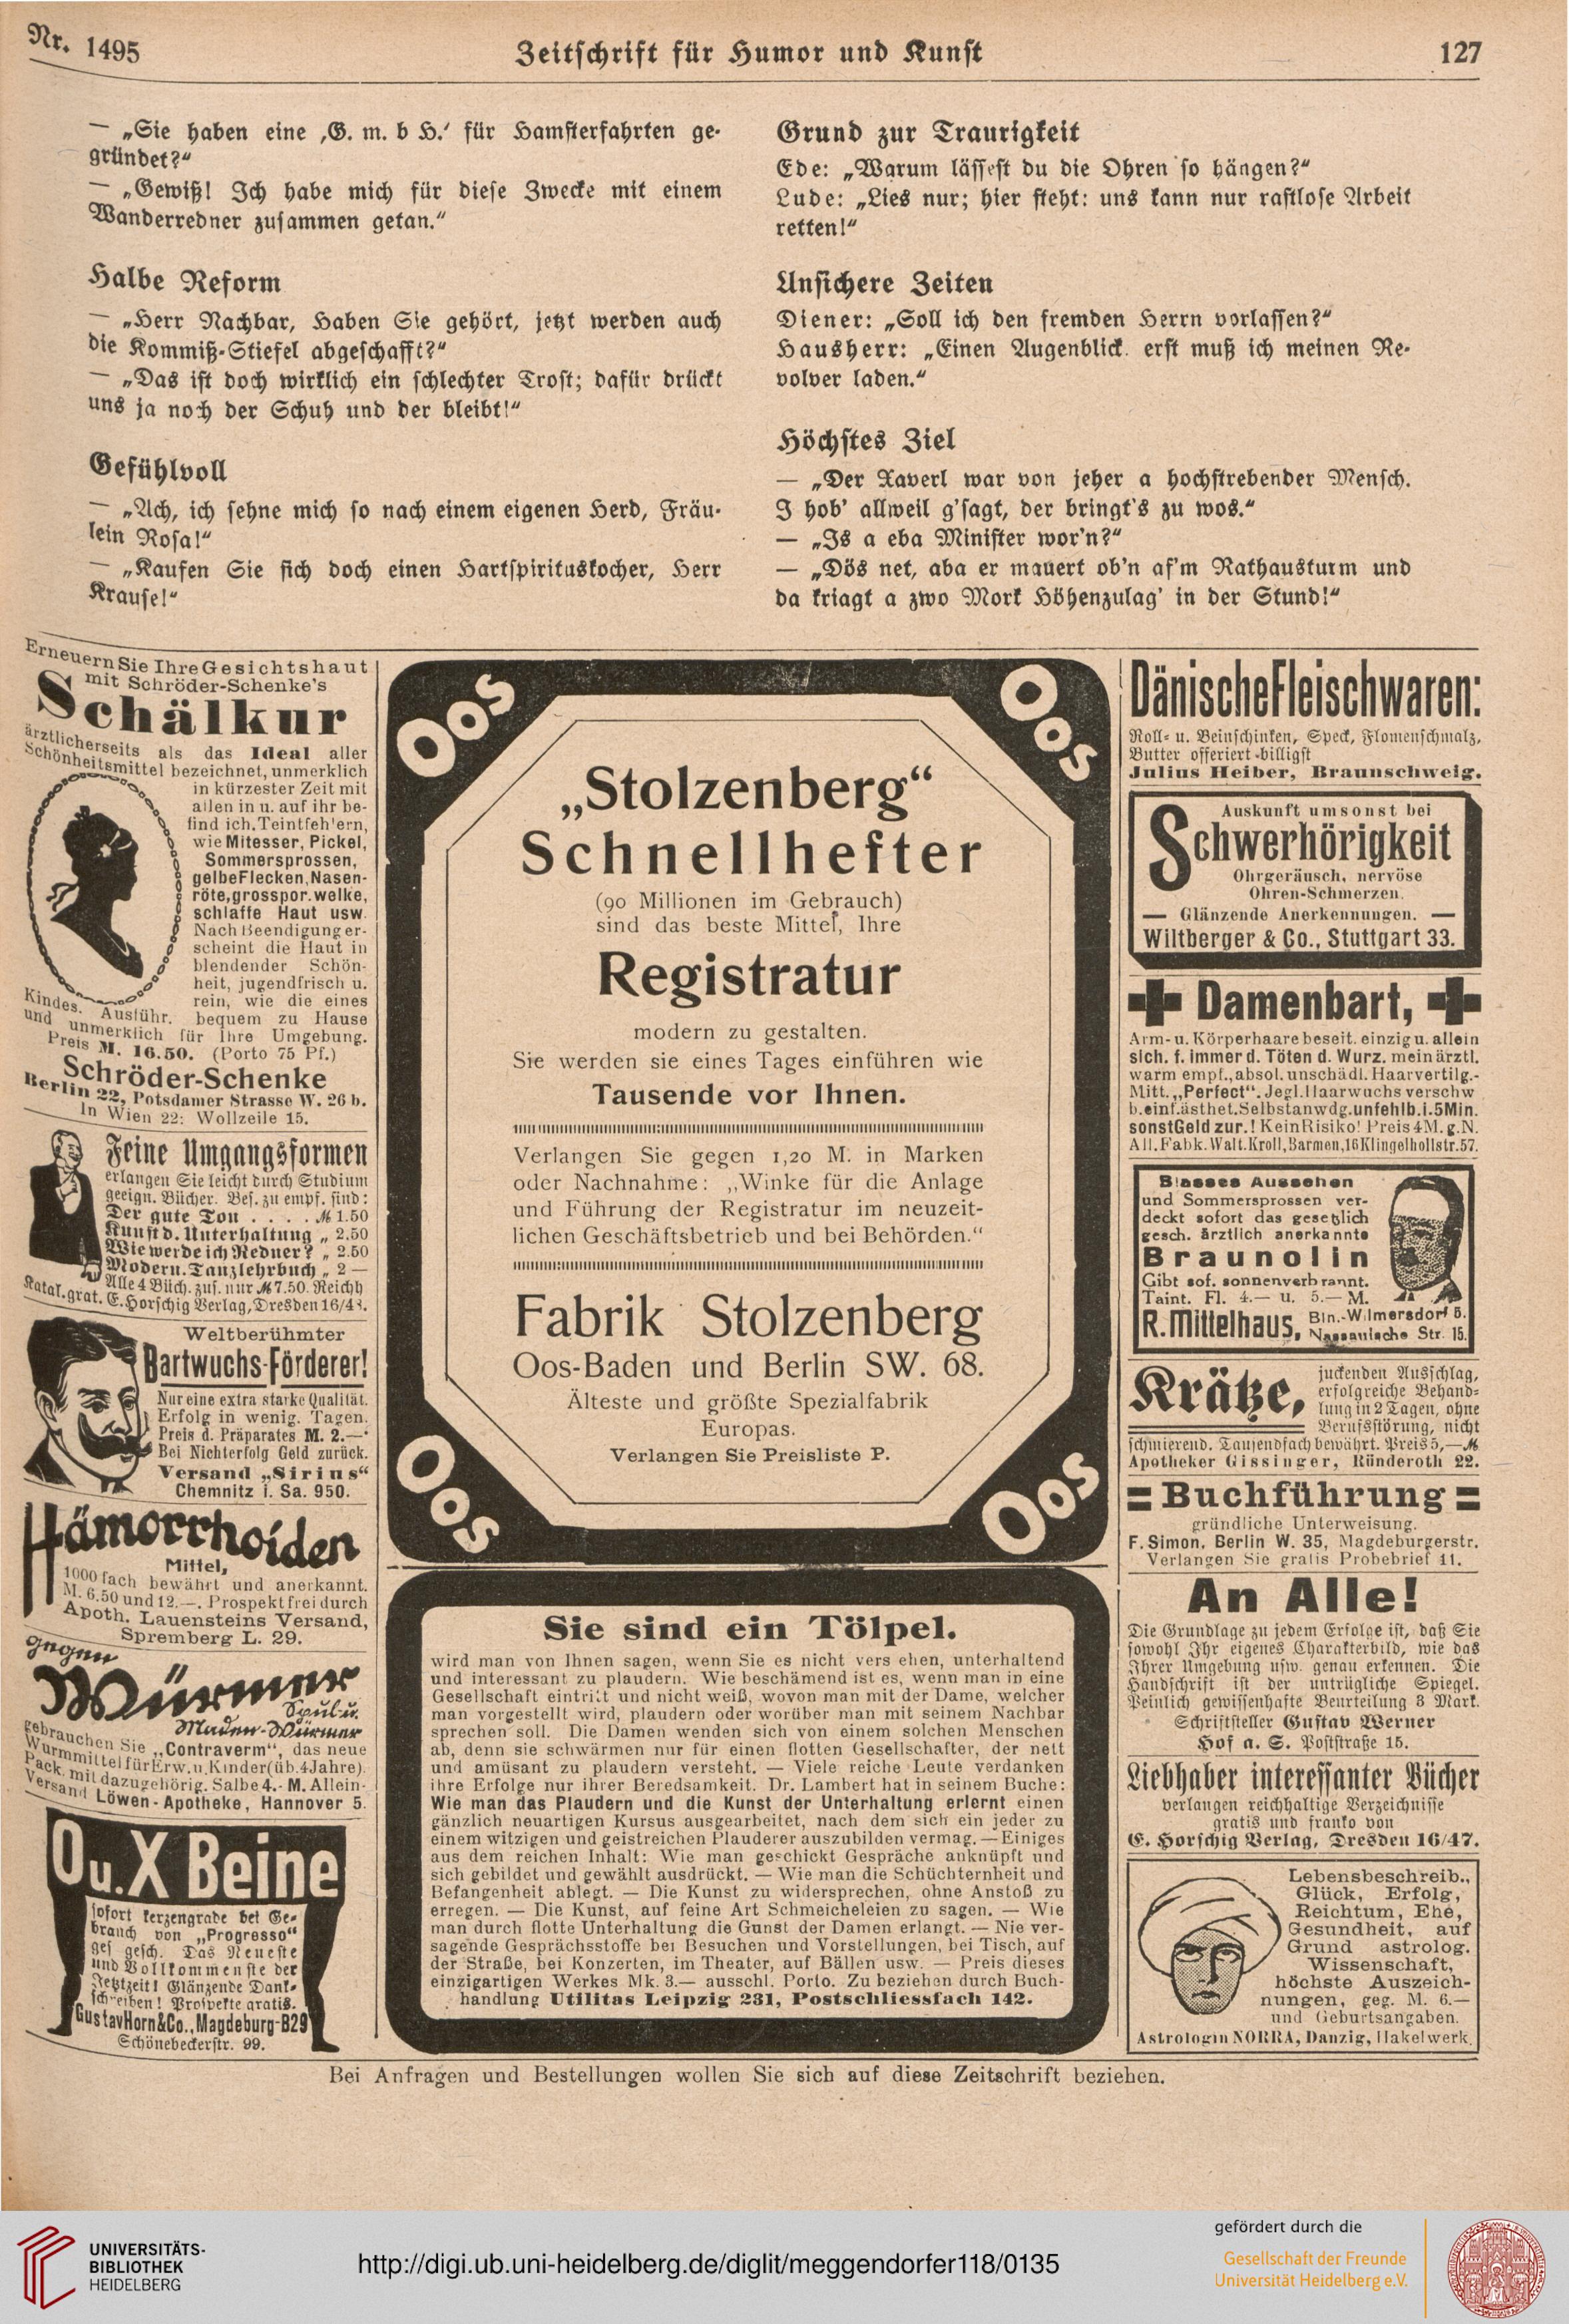 Nr. 1495
Zeitschrift für Humor und Kunst
127
— „Sie haben eine ‚G. m. b H.‘ für Hamsterfahrten ge-
gründet?“
— „Gewiß! Ich habe mich für diese Zwecke mit einem
Wanderredner zusammen getan.“
Halbe Reform
— „Herr Nachbar, Haben Sie gehört, jetzt werden auch
die Kommiß-Stiefel abgeschafft?“
— „Das ist doch wirklich ein schlechter Trost; dafür drückt
uns ja noch der Schuh und der bleibt!“
Gefühlvoll
— „Ach, ich sehne mich so nach einem eigenen Herd, Fräu-
lein Rosa!“
— „Kaufen Sie sich doch einen Hartspirituskocher, Herr
Krause!“
Grund zur Traurigkeit
Ede: „Warum lässest du die Ohren so hängen?“
Lude: „Lies nur; hier steht: uns kann nur rastlose Arbeit
retten!“
Unsichere Zeiten
Diener: „Soll ich den fremden Herrn vorlassen?“
Hausherr: „Einen Augenblick. erst muß ich meinen Re-
volver laden.“
Höchstes Ziel
— „Der Xaverl war von jeher a hochstrebender Mensch.
I hob' allweil g'sagt, der bringt's zu wos.“
— „Is a eba Minister wor'n?“
— „Dös net, aba er mauert ob'n af'm Rathausturm und
da kriagt a zwo Mork Höhenzulag' in der Stund!“
Erneuern Sie Ihre Gesichtshaut
mit Schröder-Schenke's
Schälkur
ärztlicherseits als das Ideal aller
Schönheitsmittel bezeichnet, unmerklich
in kürzester Zeit mit
allen in u. auf ihr be-
find ich. Teintfeh'ern,
wie Mitesser, Pickel,
Sommersprossen,
gelbe Flecken, Nasen-
röte, grosspor. welke,
schlaffe Haut usw.
Nach Beendigung er-
scheint die Haut in
blendender Schön-
heit, jugendfrisch u.
rein, wie die eines
Kindes. Ausführ. bequem zu Hause
und unmerklich für Ihre Umgebung.
Preis M. 16.50. (Porto 75 Pf.)
Schröder-Schenke
Berlin 22, Potsdamer Strasse W. 26 b.
In Wien 22: Wollzeile 15.
Feine Umgangsformen
erlangen Sie leicht durch Studium
geeign. Bücher. Bes. zu empf. sind:
Der gute Ton . . . . ℳ 1.50
Kunst d. Unterhaltung „ 2.50
Wie werde ich Redner? „ 2.50
Modern. Tanzlehrbuch „ 2 —
Alle 4 Büch. zus. nur ℳ 7.50. Reichh
Katal. grat. E. Horschig Verlag, Dresden 16/43.
Weltberühmter
Bartwuchs-Förderer!
Nur eine extra starke Qualität.
Erfolg in wenig. Tagen.
Preis d. Präparates M. 2.—
Bei Nichterfolg Geld zurück.
Versand „Sirius“
Chemnitz i. Sa. 950.
Hämorrhoiden
Mittel,
1000 fach bewährt und anerkannt.
M. 6.50 und 12.—. Prospekt frei durch
Apoth. Lauensteins Versand,
Spremberg L. 29.
gegen
Würmer
Spul- u.
Maden-Würmer
gebrauchen Sie „Contraverm“, das neue
Wurmmittel für Erw. u. Kinder (üb. 4 Jahre).
Pack. mit dazugehörig. Salbe 4.- M. Allein-
Versand Löwen-Apotheke, Hannover 5.
O u. X Beine
sofort kerzengrade bei Ge-
brauch von „Progresso“
ges gesch. Das Neueste
und Vollkommenste der
Jetztzeit! Glänzende Dank-
schreiben! Prospekte gratis.
Gustav Horn & Co., Magdeburg-B29
Schönebeckerstr. 99.
Oos
Oos
„Stolzenberg“
Schnellhefter
(90 Millionen im Gebrauch)
sind das beste Mittel, Ihre
Registratur
modern zu gestalten.
Sie werden sie eines Tages einführen wie
Tausende vor Ihnen.
Verlangen Sie gegen 1,20 M. in Marken
oder Nachnahme: „Winke für die Anlage
und Führung der Registratur im neuzeit-
lichen Geschäftsbetrieb und bei Behörden.“
Fabrik Stolzenberg
Oos-Baden und Berlin SW. 68.
Älteste und größte Spezialfabrik
Europas.
Verlangen Sie Preisliste P.
Oos
Oos
Sie sind ein Tölpel.
wird man von Ihnen sagen, wenn Sie es nicht vers ehen, unterhaltend
und interessant zu plaudern. Wie beschämend ist es, wenn man in eine
Gesellschaft eintritt und nicht weiß, wovon man mit der Dame, welcher
man vorgestellt wird, plaudern oder worüber man mit seinem Nachbar
sprechen soll. Die Damen wenden sich von einem solchen Menschen
ab, denn sie schwärmen nur für einen flotten Gesellschafter, der nett
und amüsant zu plaudern versteht. — Viele reiche Leute verdanken
ihre Erfolge nur ihrer Beredsamkeit. Dr. Lambert hat in seinem Buche:
Wie man das Plaudern und die Kunst der Unterhaltung erlernt einen
gänzlich neuartigen Kursus ausgearbeitet, nach dem sich ein jeder zu
einem witzigen und geistreichen Plauderer auszubilden vermag. — Einiges
aus dem reichen Inhalt: Wie man geschickt Gespräche anknüpft und
sich gebildet und gewählt ausdrückt. — Wie man die Schüchternheit und
Befangenheit ablegt. — Die Kunst zu widersprechen, ohne Anstoß zu
erregen. — Die Kunst, auf feine Art Schmeicheleien zu sagen. — Wie
man durch flotte Unterhaltung die Gunst der Damen erlangt. — Nie ver-
sagende Gesprächsstoffe bei Besuchen und Vorstellungen, bei Tisch, auf
der Straße, bei Konzerten, im Theater, auf Bällen usw. — Preis dieses
einzigartigen Werkes Mk. 3.— ausschl. Porto. Zu beziehen durch Buch-
handlung Utilitas Leipzig 231, Postschliessfach 142.
Dänische Fleischwaren:
Roll- u. Beinschinken, Speck, Flomenschmalz,
Butter offeriert billigst
Julius Heiber, Braunschweig.
Auskunft umsonst bei
Schwerhörigkeit
Ohrgeräusch, nervöse
Ohren-Schmerzen.
— Glänzende Anerkennungen. —
Wiltberger & Co., Stuttgart 33.
Damenbart,
Arm- u. Körperhaare beseit. einzig u. allein
sich. f. immer d. Töten d. Wurz. mein ärztl.
warm empf., absol. unschädl. Haarvertilg.-
Mitt. „Perfect“. Jegl. Haarwuchs verschw
b. einf. ästhet. Selbstanwdg. unfehlb. i. 5 Min.
sonst Geld zur.! Kein Risiko! Preis 4 M. g. N.
All. Fabk. Walt. Kroll, Barmen, 16 Klingelhollstr. 57.
Blasses Aussehen
und Sommersprossen ver-
deckt sofort das gesetzlich
gesch. ärztlich anerkannte
Braunolin
Gibt sof. sonnenverbrannt.
Taint. Fl. 4.— u. 5.— M.
R. Mittelhaus, Bln.-Wilmersdorf 5.
Nassauische Str. 15.
Krätze,
juckenden Ausschlag,
erfolgreiche Behand-
lung in 2 Tagen, ohne
Berufsstörung, nicht
schmierend. Tausendfach bewährt. Preis 5,— ℳ
Apotheker Gissinger, Ründeroth 22.
Buchführung
gründliche Unterweisung.
F. Simon, Berlin W. 35, Magdeburgerstr.
Verlangen Sie gratis Probebrief 11.
An Alle!
Die Grundlage zu jedem Erfolge ist, daß Sie
sowohl Ihr eigenes Charakterbild, wie das
Ihrer Umgebung usw. genau erkennen. Die
Handschrift ist der untrügliche Spiegel.
Peinlich gewissenhafte Beurteilung 3 Mark.
Schriftsteller Gustav Werner
Hof a. S. Poststraße 15.
Liebhaber interessanter Bücher
verlangen reichhaltige Verzeichnisse
gratis und franko von
E. Horschig Verlag, Dresden 16/47.
Lebensbeschreib.,
Glück, Erfolg,
Reichtum, Ehe,
Gesundheit, auf
Grund astrolog.
Wissenschaft,
höchste Auszeich-
nungen, geg. M. 6.—
und Geburtsangaben.
Astrologin NORRA, Danzig, Hakelwerk.
Bei Anfragen und Bestellungen wollen Sie sich auf diese Zeitschrift beziehen.
UNIVERSITÄTS-
BIBLIOTHEK
HEIDELBERG
http://digi.ub.uni-heidelberg.de/diglit/meggendorfer118/0135
gefördert durch die
Gesellschaft der Freunde
Universität Heidelberg e.V.